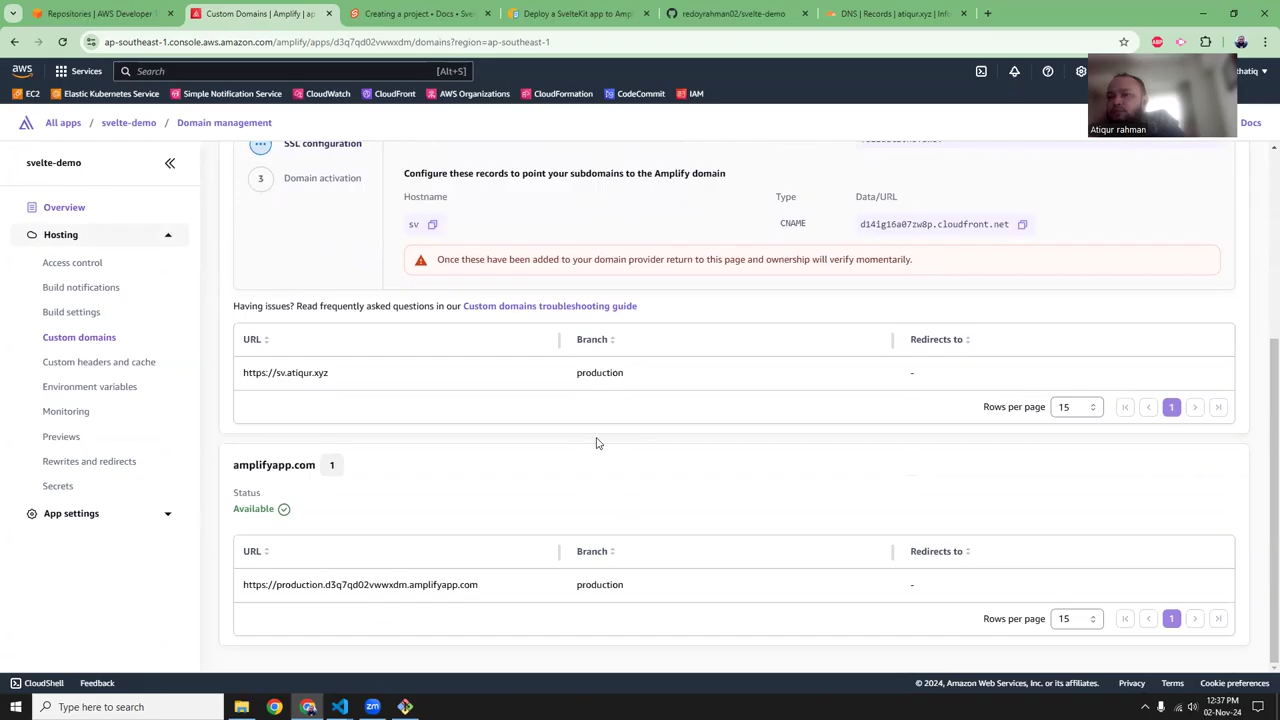 Repositories | AWS Developer T
Custom Domains | Amplify | ap
Creating a project • Docs • Svel
Deploy a SvelteKit app to Ampl
redoyrahman02/svelte-demo
DNS | Records | atiqur.xyz | Info
ap-southeast-1.console.aws.amazon.com/amplify/apps/d3q7qd02vwwxdm/domains?region=ap-southeast-1
aws
Services
Search
[Alt+S]
thatiq
EC2
Elastic Kubernetes Service
Simple Notification Service
CloudWatch
CloudFront
AWS Organizations
CloudFormation
CodeCommit
IAM
Atiqur rahman
All apps / svelte-demo / Domain management
Docs
svelte-demo
Overview
Hosting
Access control
Build notifications
Build settings
Custom domains
Custom headers and cache
Environment variables
Monitoring
Previews
Rewrites and redirects
Secrets
App settings
SSL configuration
3 Domain activation
Configure these records to point your subdomains to the Amplify domain
Hostname Type Data/URL
sv CNAME d14ig16a07zw8p.cloudfront.net
Once these have been added to your domain provider return to this page and ownership will verify momentarily.
Having issues? Read frequently asked questions in our Custom domains troubleshooting guide
URL Branch Redirects to
https://sv.atiqur.xyz production -
Rows per page 15 1
amplifyapp.com 1
Status
Available
URL Branch Redirects to
https://production.d3q7qd02vwwxdm.amplifyapp.com production -
Rows per page 15 1
CloudShell Feedback
© 2024, Amazon Web Services, Inc. or its affiliates. Privacy Terms Cookie preferences
Type here to search
12:37 PM
02-Nov-24